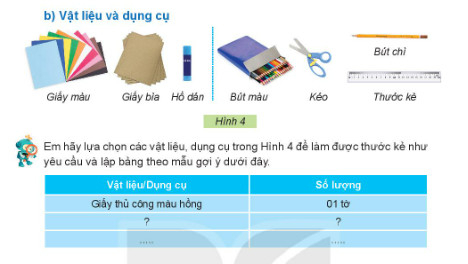 b) Vật liệu và dụng cụ
Giấy màu
Giấy bìa
Hồ dán
Bút màu
Kéo
Bút chì
Thước kẻ
Hình 4
Em hãy lựa chọn các vật liệu, dụng cụ trong Hình 4 để làm được thước kẻ như
yêu cầu và lập bảng theo mẫu gợi ý dưới đây.
Vật liệu/Dụng cụ Số lượng
Giấy thủ công màu hồng 01 tờ
? ?
..... .....